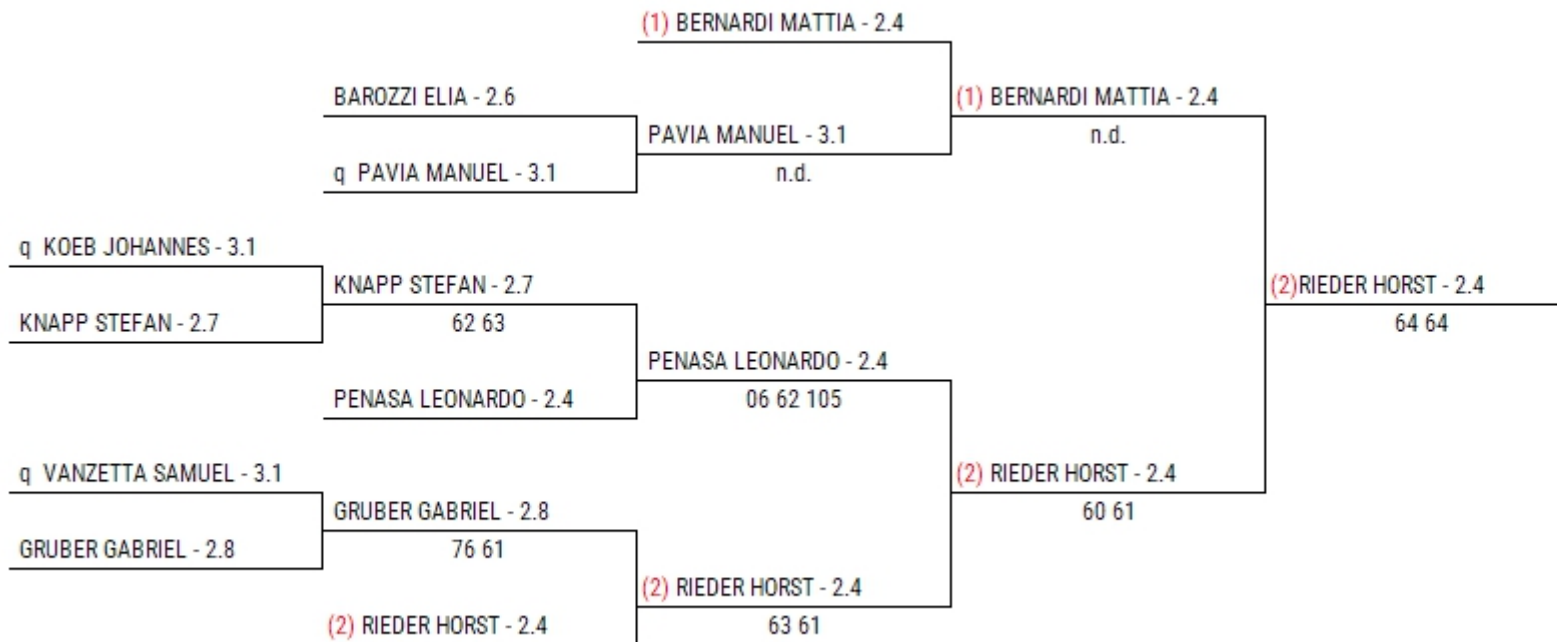 (1) BERNARDI MATTIA - 2.4
BAROZZI ELIA - 2.6
(1) BERNARDI MATTIA - 2.4
PAVIA MANUEL - 3.1
n.d.
q PAVIA MANUEL - 3.1
n.d.
q KOEB JOHANNES - 3.1
KNAPP STEFAN - 2.7
(2)RIEDER HORST - 2.4
KNAPP STEFAN - 2.7
62 63
64 64
PENASA LEONARDO - 2.4
PENASA LEONARDO - 2.4
06 62 105
q VANZETTA SAMUEL - 3.1
(2) RIEDER HORST - 2.4
GRUBER GABRIEL - 2.8
60 61
GRUBER GABRIEL - 2.8
76 61
(2) RIEDER HORST - 2.4
(2) RIEDER HORST - 2.4
63 61